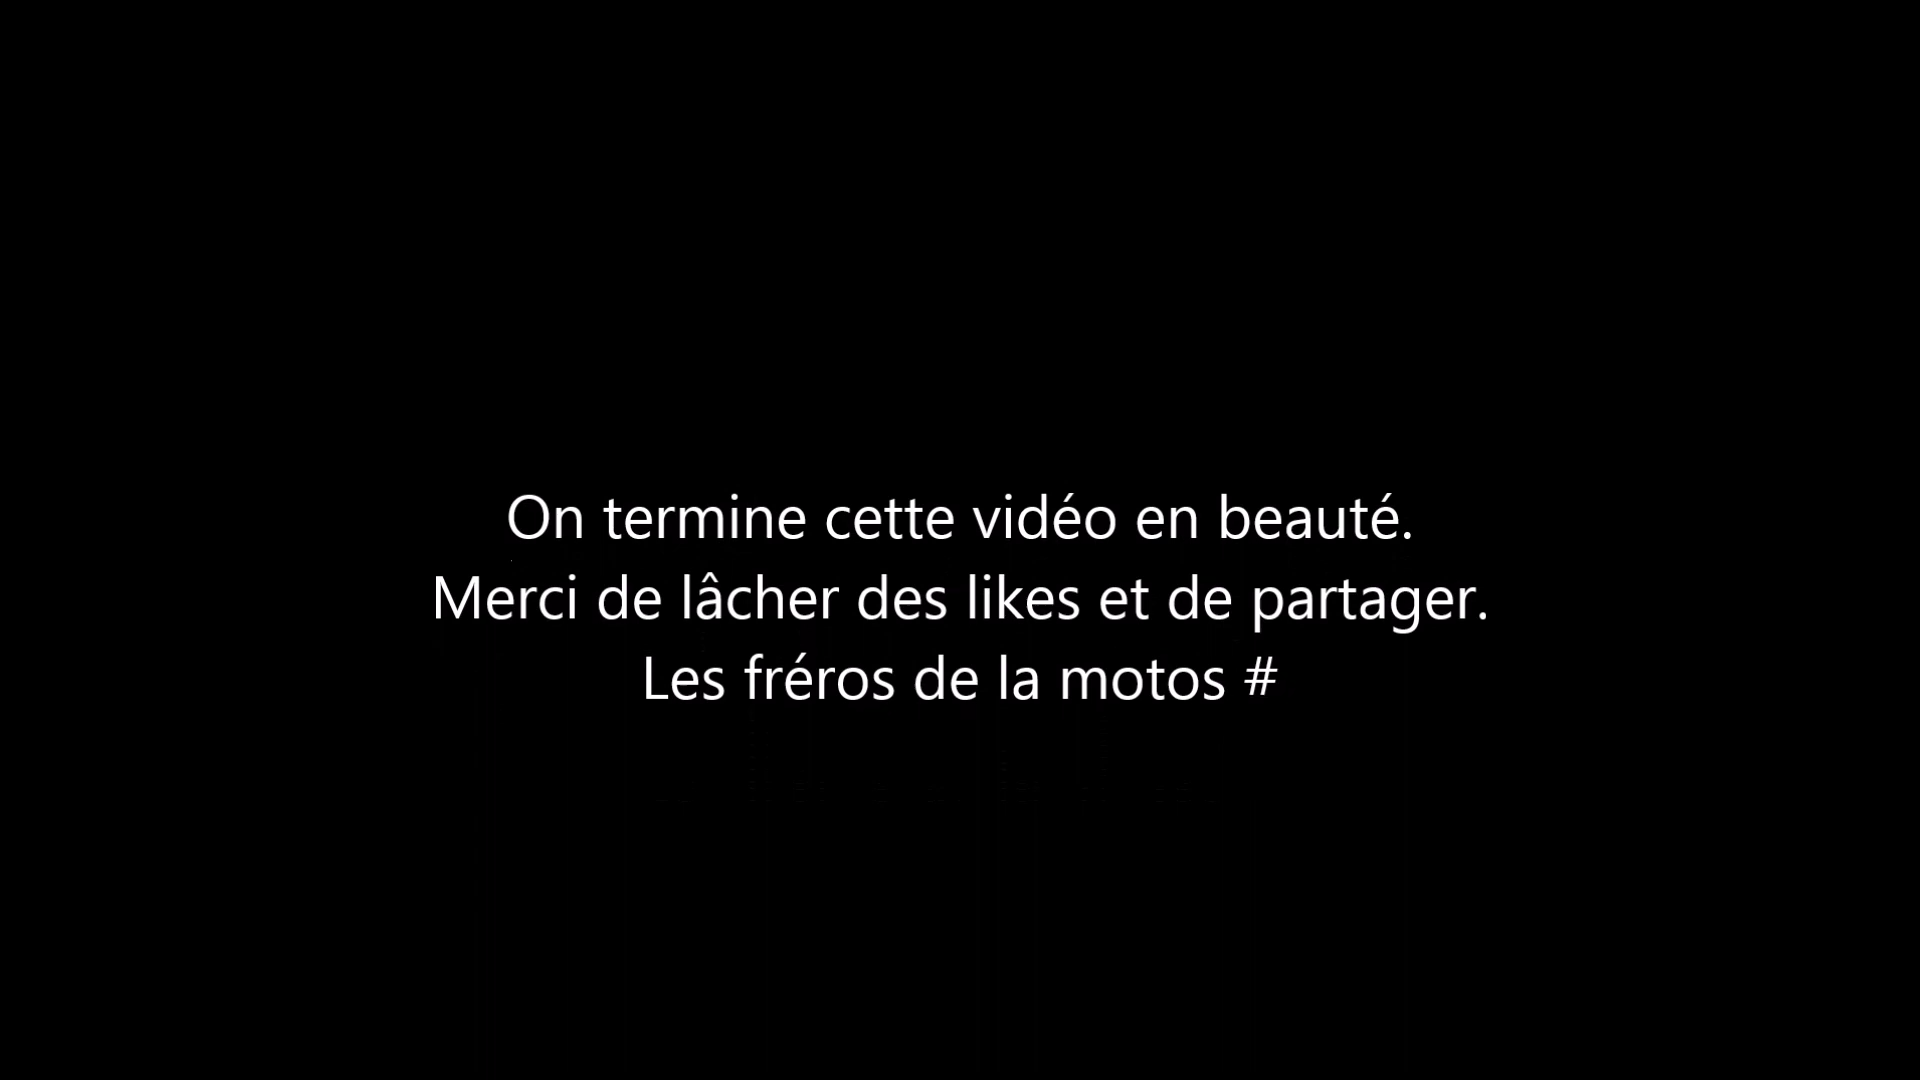 On termine cette vidéo en beauté.
Merci de lâcher des likes et de partager.
Les fréros de la motos #